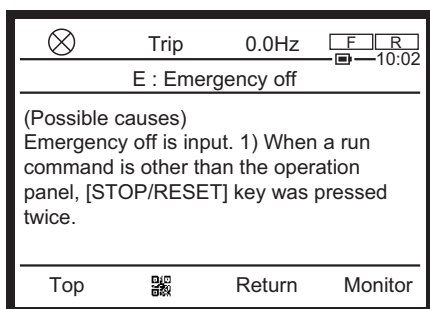 Trip 0.0Hz F R
10:02
E : Emergency off
(Possible causes)
Emergency off is input. 1) When a run
command is other than the operation
panel, [STOP/RESET] key was pressed
twice.
Top Return Monitor